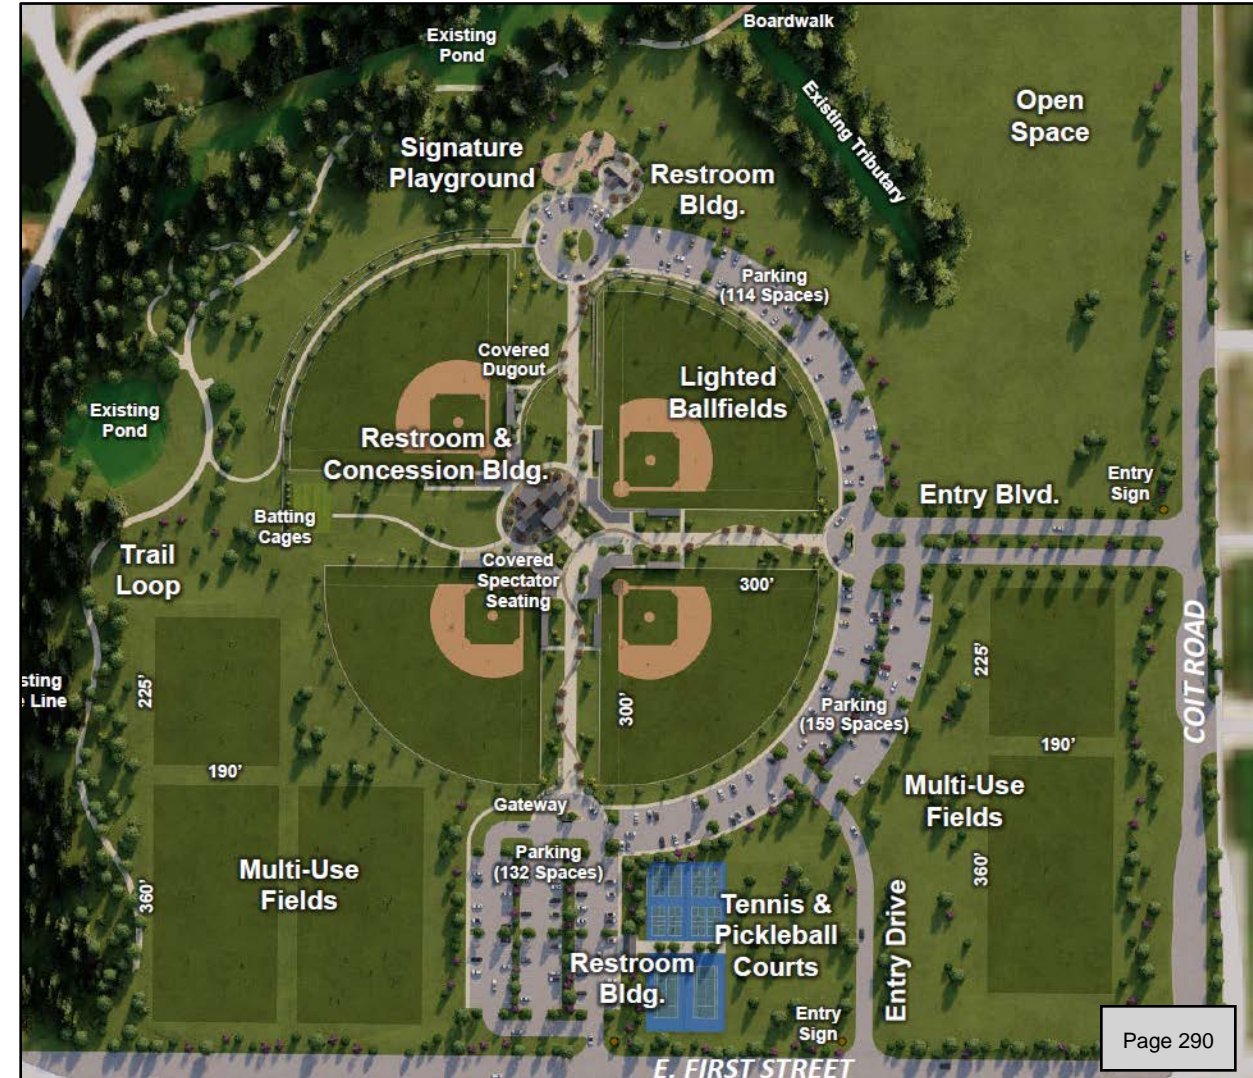 Boardwalk
Existing
Pond
Existing Tributary
Open
Space
Signature
Playground
Restroom
Bldg.
Parking
(114 Spaces)
Covered
Dugout
Lighted
Ballfields
Existing
Pond
Restroom &
Concession Bldg.
Entry Blvd.
Entry
Sign
Batting
Cages
Trail
Loop
Covered
Spectator
Seating
300'
COIT ROAD
sting
Line
225'
300'
225'
Parking
(159 Spaces)
190'
190'
Gateway
Multi-Use
Fields
Parking
(132 Spaces)
Multi-Use
Fields
360'
360'
Tennis &
Pickleball
Courts
Entry Drive
Restroom
Bldg.
Entry
Sign
Page 290
E. FIRST STREET